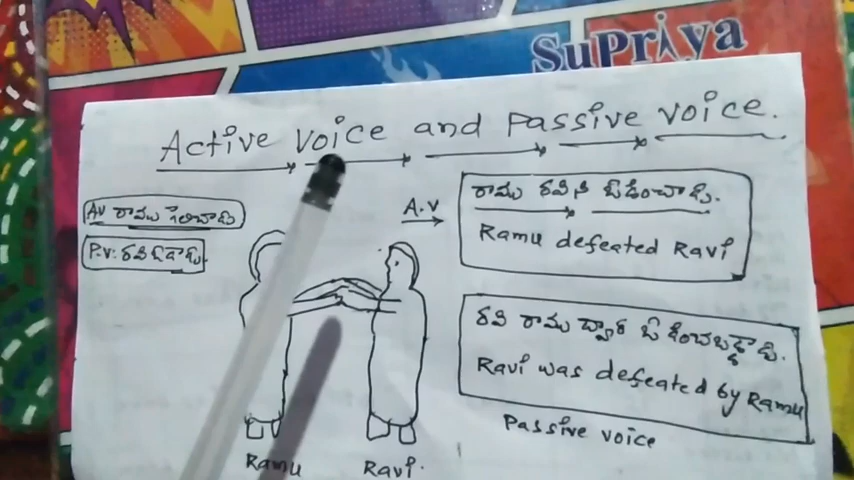 SuPriya
Active Voice and Passive voice.
AV రాము గెలిచాడు
P.V: రవి ఓడాడు.
A.V
రాము రవిని ఓడించాడు.
Ramu defeated Ravi
రవి రాము ద్వారా ఓడించబడ్డాడు.
Ravi was defeated by Ramu
Passive voice
Ramu
Ravi.